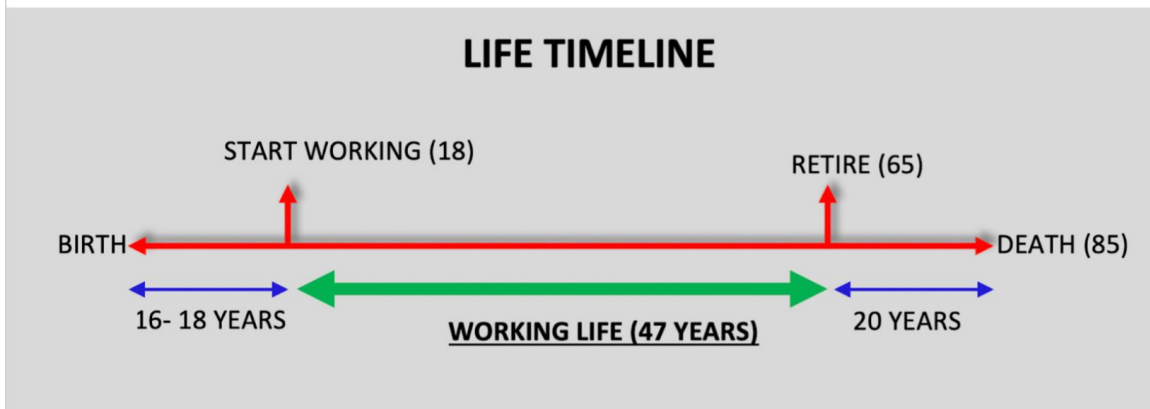 LIFE TIMELINE
START WORKING (18)
RETIRE (65)
BIRTH
DEATH (85)
16- 18 YEARS
WORKING LIFE (47 YEARS)
20 YEARS